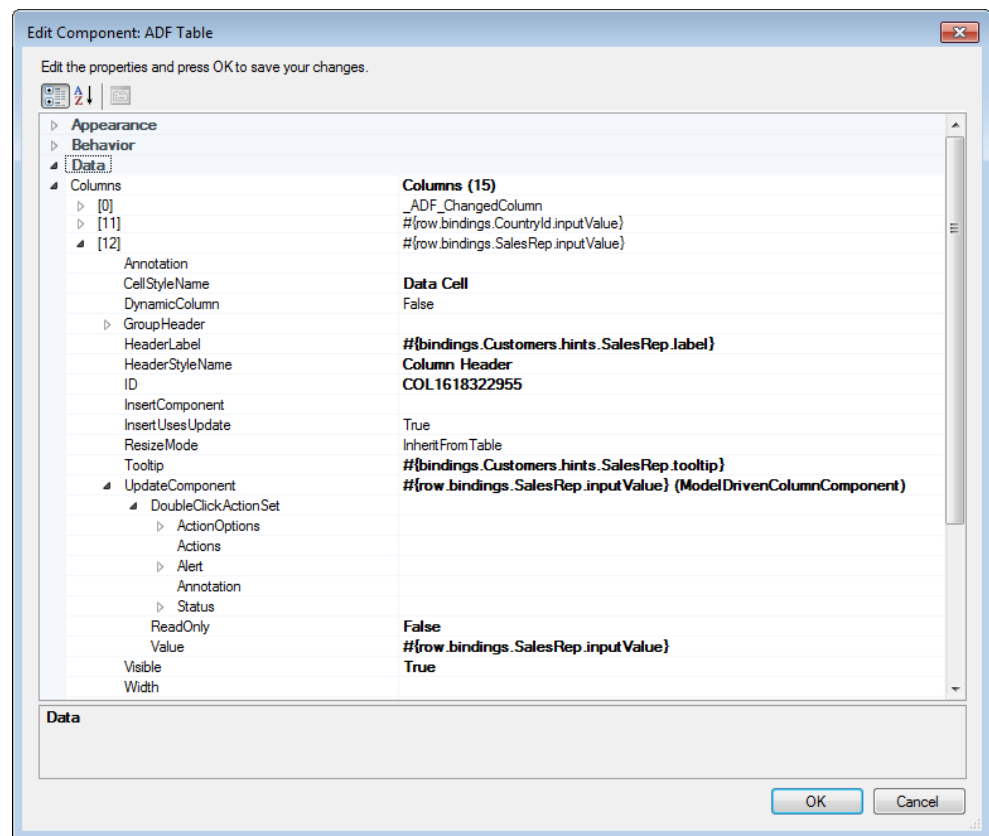 Edit Component: ADF Table
Edit the properties and press OK to save your changes.
Appearance
Behavior
Data
Columns Columns (15)
[0] _ADF_ChangedColumn
[11] #{row.bindings.CountryId.inputValue}
[12] #{row.bindings.SalesRep.inputValue}
Annotation
CellStyleName Data Cell
DynamicColumn False
GroupHeader
HeaderLabel #{bindings.Customers.hints.SalesRep.label}
HeaderStyleName Column Header
ID COL1618322955
InsertComponent
InsertUsesUpdate True
ResizeMode InheritFromTable
Tooltip #{bindings.Customers.hints.SalesRep.tooltip}
UpdateComponent #{row.bindings.SalesRep.inputValue} (ModelDrivenColumnComponent)
DoubleClickActionSet
ActionOptions
Actions
Alert
Annotation
Status
ReadOnly False
Value #{row.bindings.SalesRep.inputValue}
Visible True
Width
Data
OK Cancel